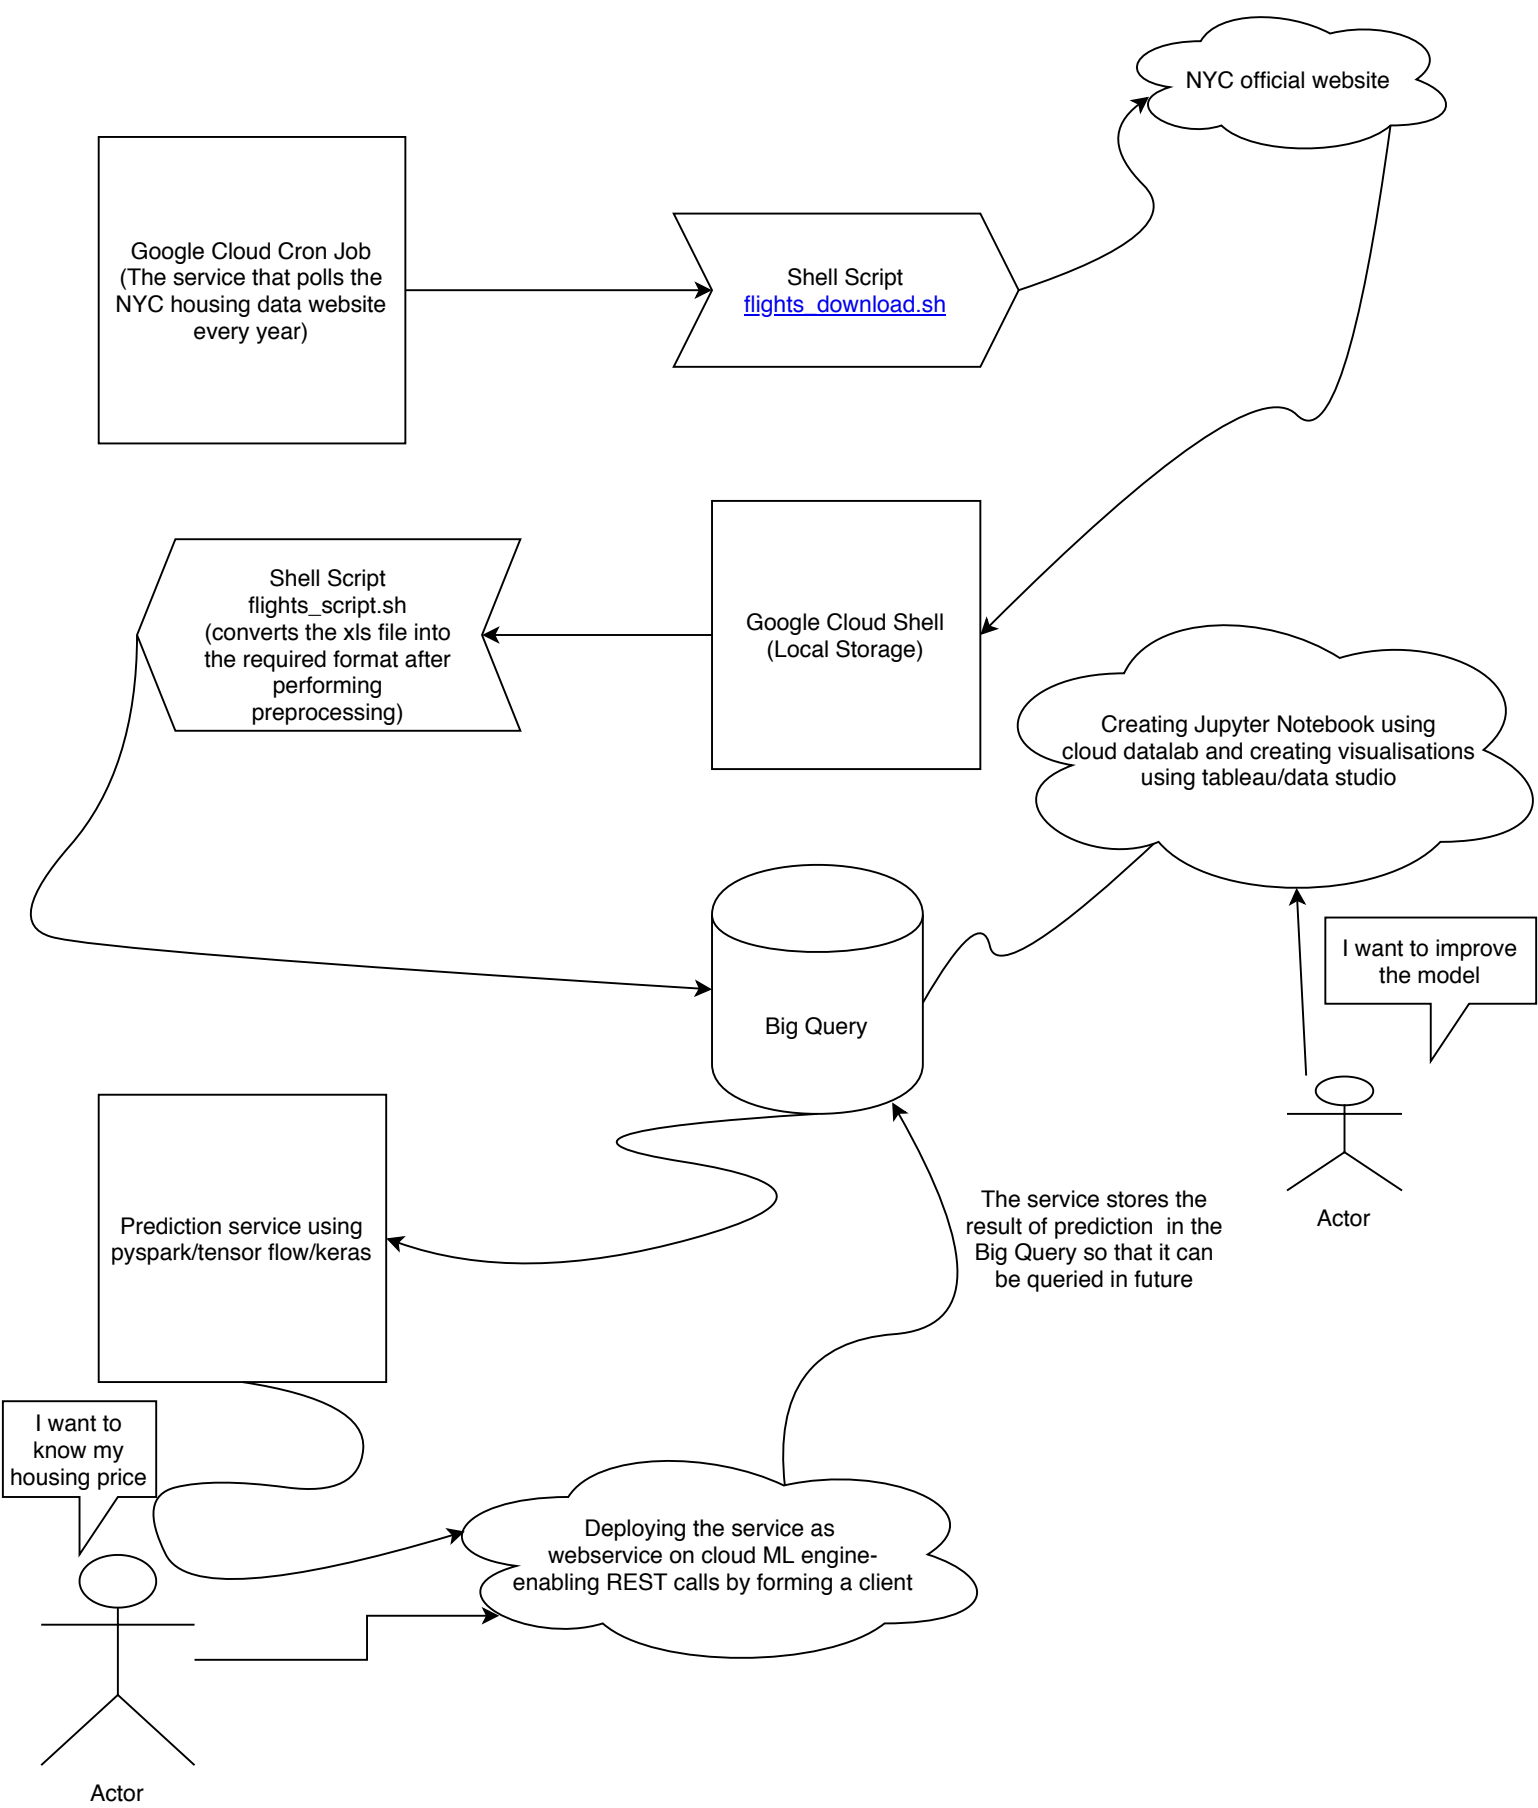 NYC official website
Google Cloud Cron Job
(The service that polls the
NYC housing data website
every year)
Shell Script
flights_download.sh
Shell Script
flights_script.sh
(converts the xls file into
the required format after
performing
preprocessing)
Google Cloud Shell
(Local Storage)
Creating Jupyter Notebook using
cloud datalab and creating visualisations
using tableau/data studio
I want to improve
the model
Big Query
Actor
Prediction service using
pyspark/tensor flow/keras
The service stores the
result of prediction  in the
Big Query so that it can
be queried in future
I want to
know my
housing price
Deploying the service as
webservice on cloud ML engine-
enabling REST calls by forming a client
Actor